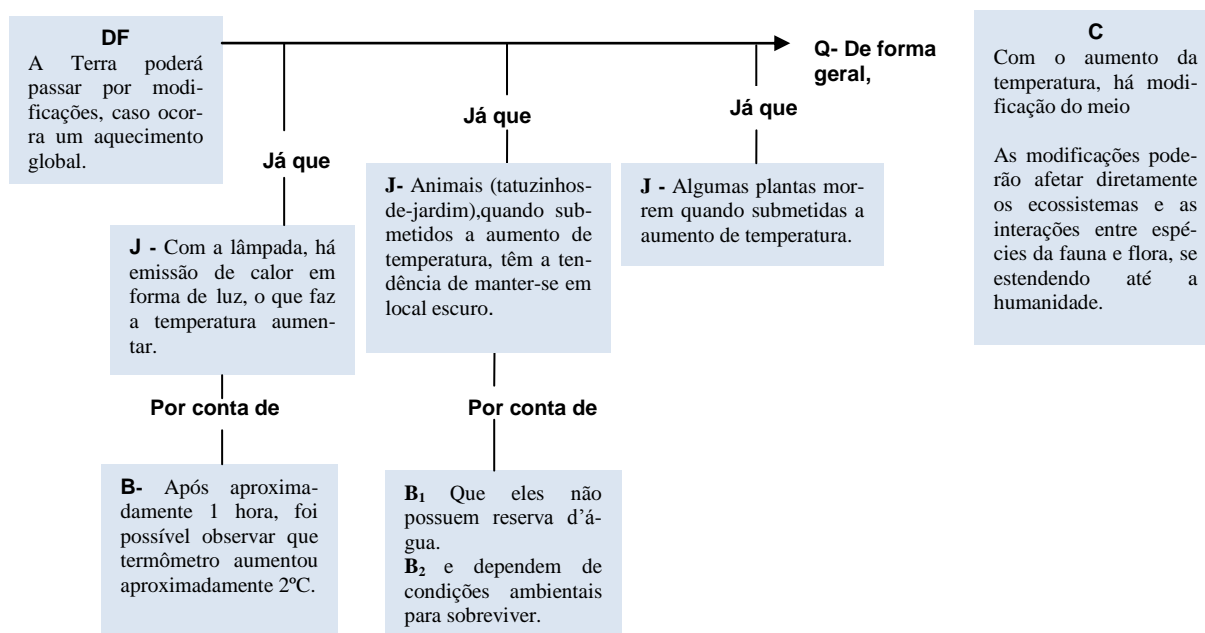 DF
A Terra poderá
passar por modi-
ficações, caso ocor-
ra um aquecimento
global.
Q- De forma
geral,
C
Com o aumento da
temperatura, há modi-
ficação do meio
As modificações pode-
rão afetar diretamente
os ecossistemas e as
interações entre espé-
cies da fauna e flora, se
estendendo até a
humanidade.
Já que
Já que
Já que
J - Com a lâmpada, há
emissão de calor em
forma de luz, o que faz
a temperatura aumen-
tar.
J- Animais (tatuzinhos-
de-jardim),quando sub-
metidos a aumento de
temperatura, têm a ten-
dência de manter-se em
local escuro.
J - Algumas plantas mor-
rem quando submetidas a
aumento de temperatura.
Por conta de
Por conta de
B- Após aproxima-
damente 1 hora, foi
possível observar que
termômetro aumentou
aproximadamente 2ºC.
B₁ Que eles não
possuem reserva d’á-
gua.
B₂ e dependem de
condições ambientais
para sobreviver.